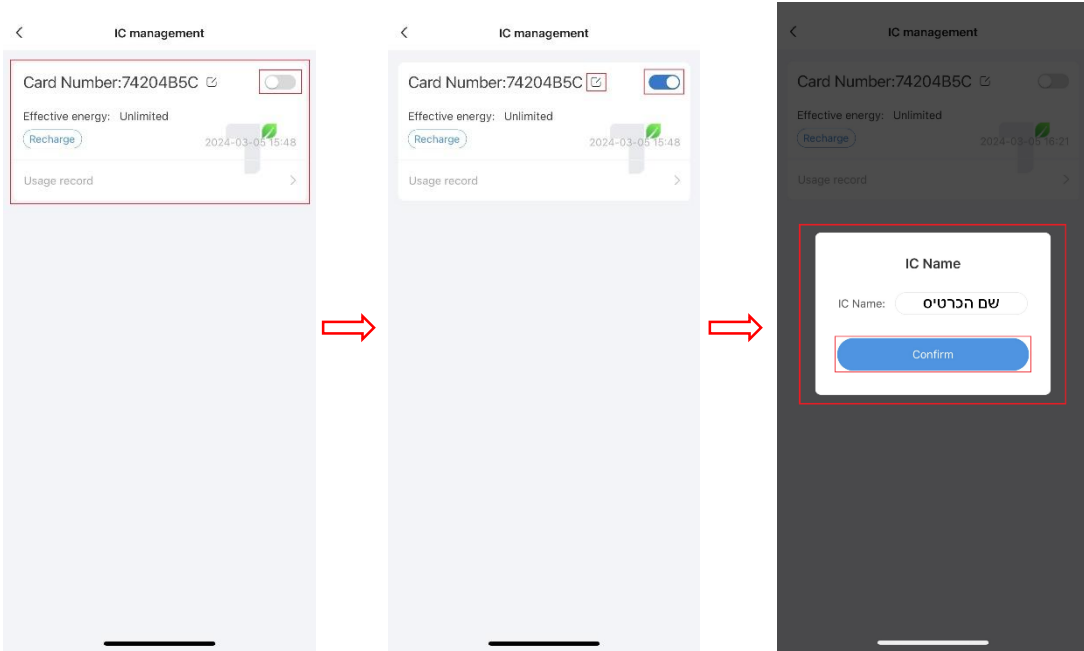 IC management
Card Number:74204B5C
Effective energy: Unlimited
Recharge
2024-03-05 15:48
Usage record
IC management
Card Number:74204B5C
Effective energy: Unlimited
Recharge
2024-03-05 15:48
Usage record
IC management
Card Number:74204B5C
Effective energy: Unlimited
Recharge
2024-03-05 16:21
Usage record
IC Name
IC Name: שם הכרטיס
Confirm